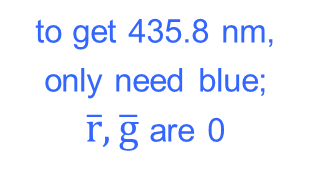 to get 435.8 nm,
only need blue;
r̅, g̅ are 0